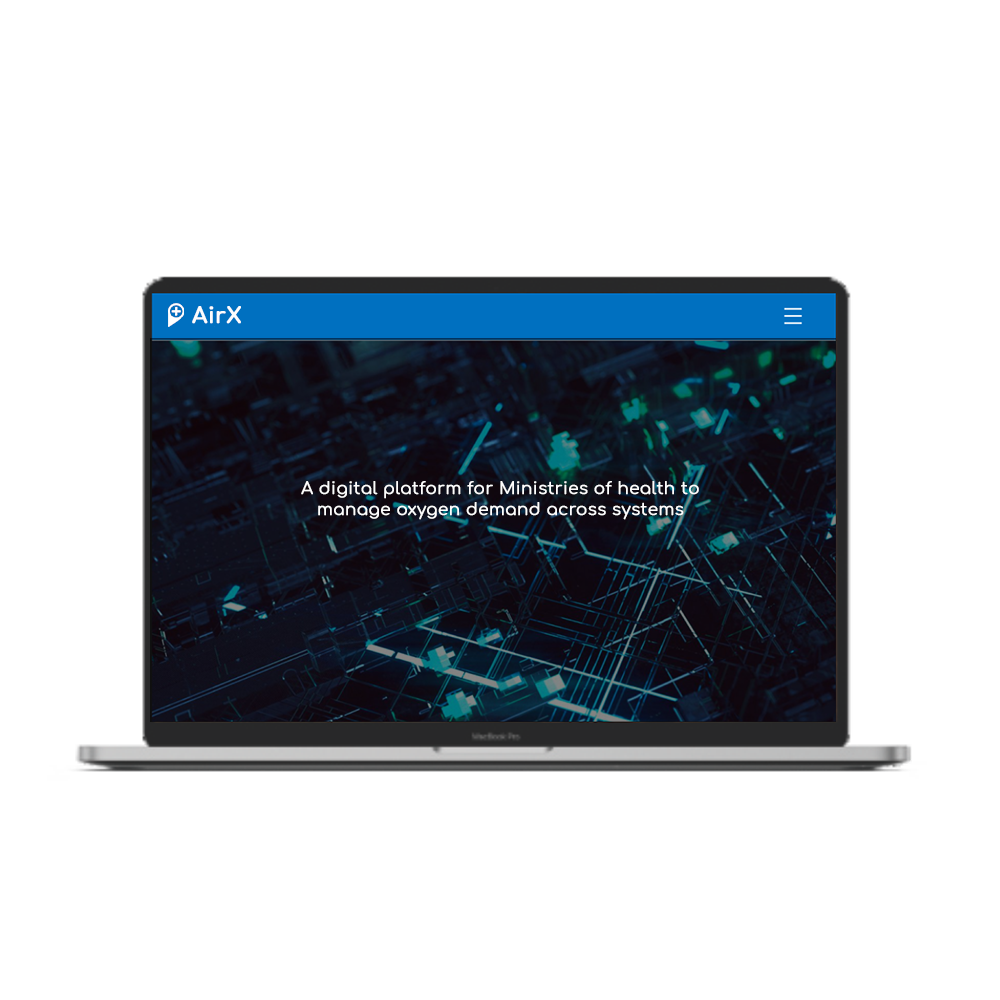 AirX
A digital platform for Ministries of health to
manage oxygen demand across systems
MacBook Pro